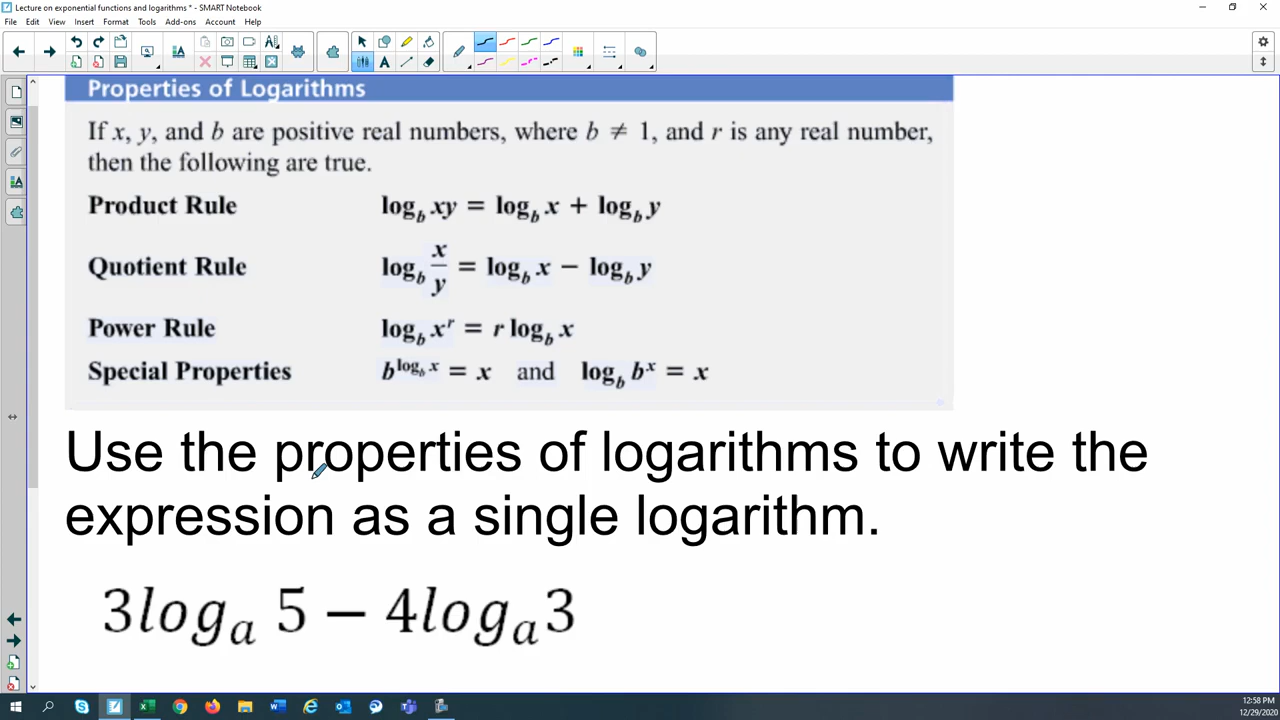 Lecture on exponential functions and logarithms * - SMART Notebook
File Edit View Insert Format Tools Add-ons Account Help
Properties of Logarithms
If x, y, and b are positive real numbers, where b ≠ 1, and r is any real number,
then the following are true.
Product Rule log_b xy = log_b x + log_b y
Quotient Rule log_b x/y = log_b x − log_b y
Power Rule log_b x^r = r log_b x
Special Properties b^(log_b x) = x and log_b b^x = x
Use the properties of logarithms to write the
expression as a single logarithm.
3log_a 5 − 4log_a 3
12:58 PM
12/29/2020